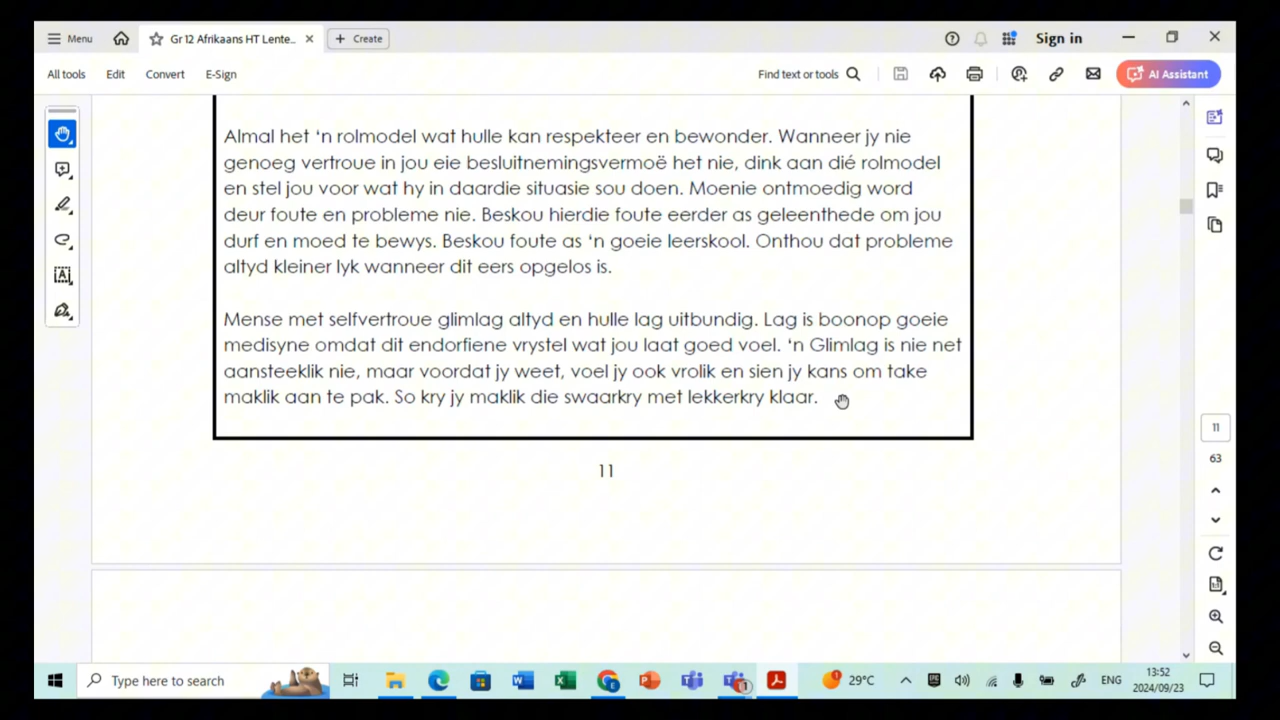 Menu
Gr 12 Afrikaans HT Lente...
Create
Sign in
All tools
Edit
Convert
E-Sign
Find text or tools
AI Assistant
Almal het ‘n rolmodel wat hulle kan respekteer en bewonder. Wanneer jy nie
genoeg vertroue in jou eie besluitnemingsvermoë het nie, dink aan dié rolmodel
en stel jou voor wat hy in daardie situasie sou doen. Moenie ontmoedig word
deur foute en probleme nie. Beskou hierdie foute eerder as geleenthede om jou
durf en moed te bewys. Beskou foute as ‘n goeie leerskool. Onthou dat probleme
altyd kleiner lyk wanneer dit eers opgelos is.
Mense met selfvertroue glimlag altyd en hulle lag uitbundig. Lag is boonop goeie
medisyne omdat dit endorfiene vrystel wat jou laat goed voel. ‘n Glimlag is nie net
aansteeklik nie, maar voordat jy weet, voel jy ook vrolik en sien jy kans om take
maklik aan te pak. So kry jy maklik die swaarkry met lekkerkry klaar.
11
11
63
Type here to search
29°C
ENG
13:52
2024/09/23